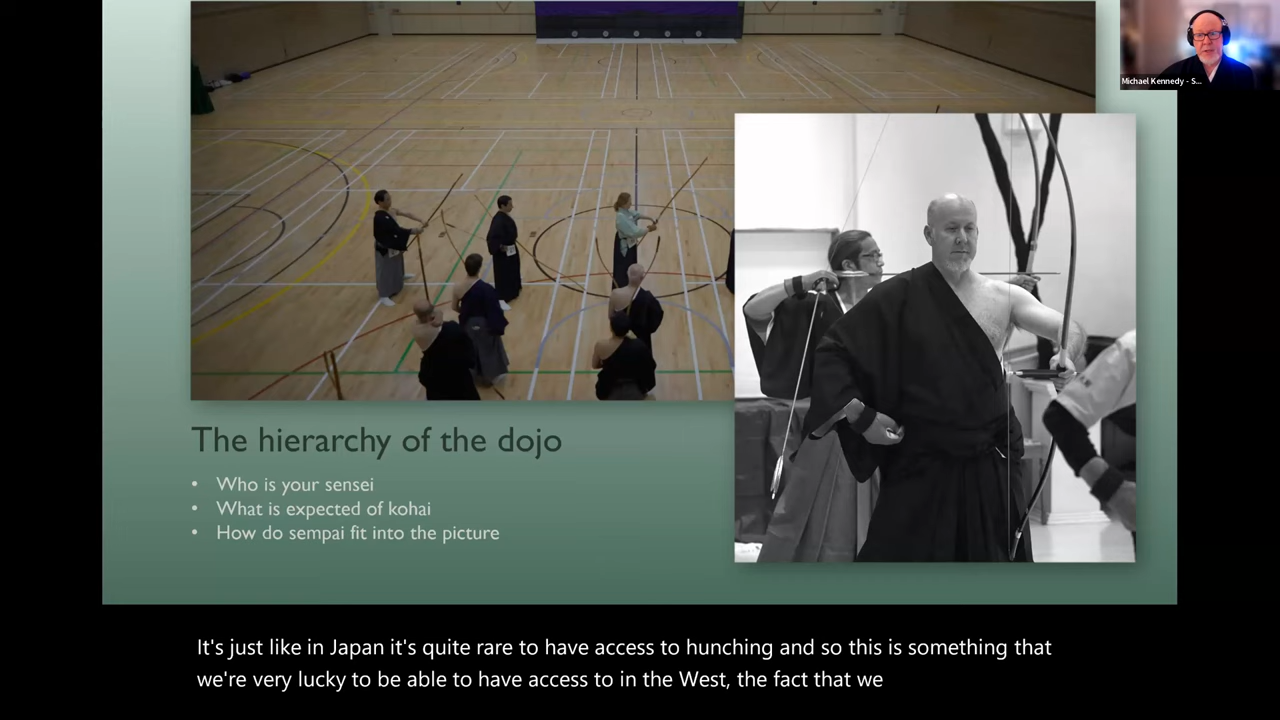 Michael Kennedy - S...
The hierarchy of the dojo
• Who is your sensei
• What is expected of kohai
• How do sempai fit into the picture
It's just like in Japan it's quite rare to have access to hunching and so this is something that
we're very lucky to be able to have access to in the West, the fact that we